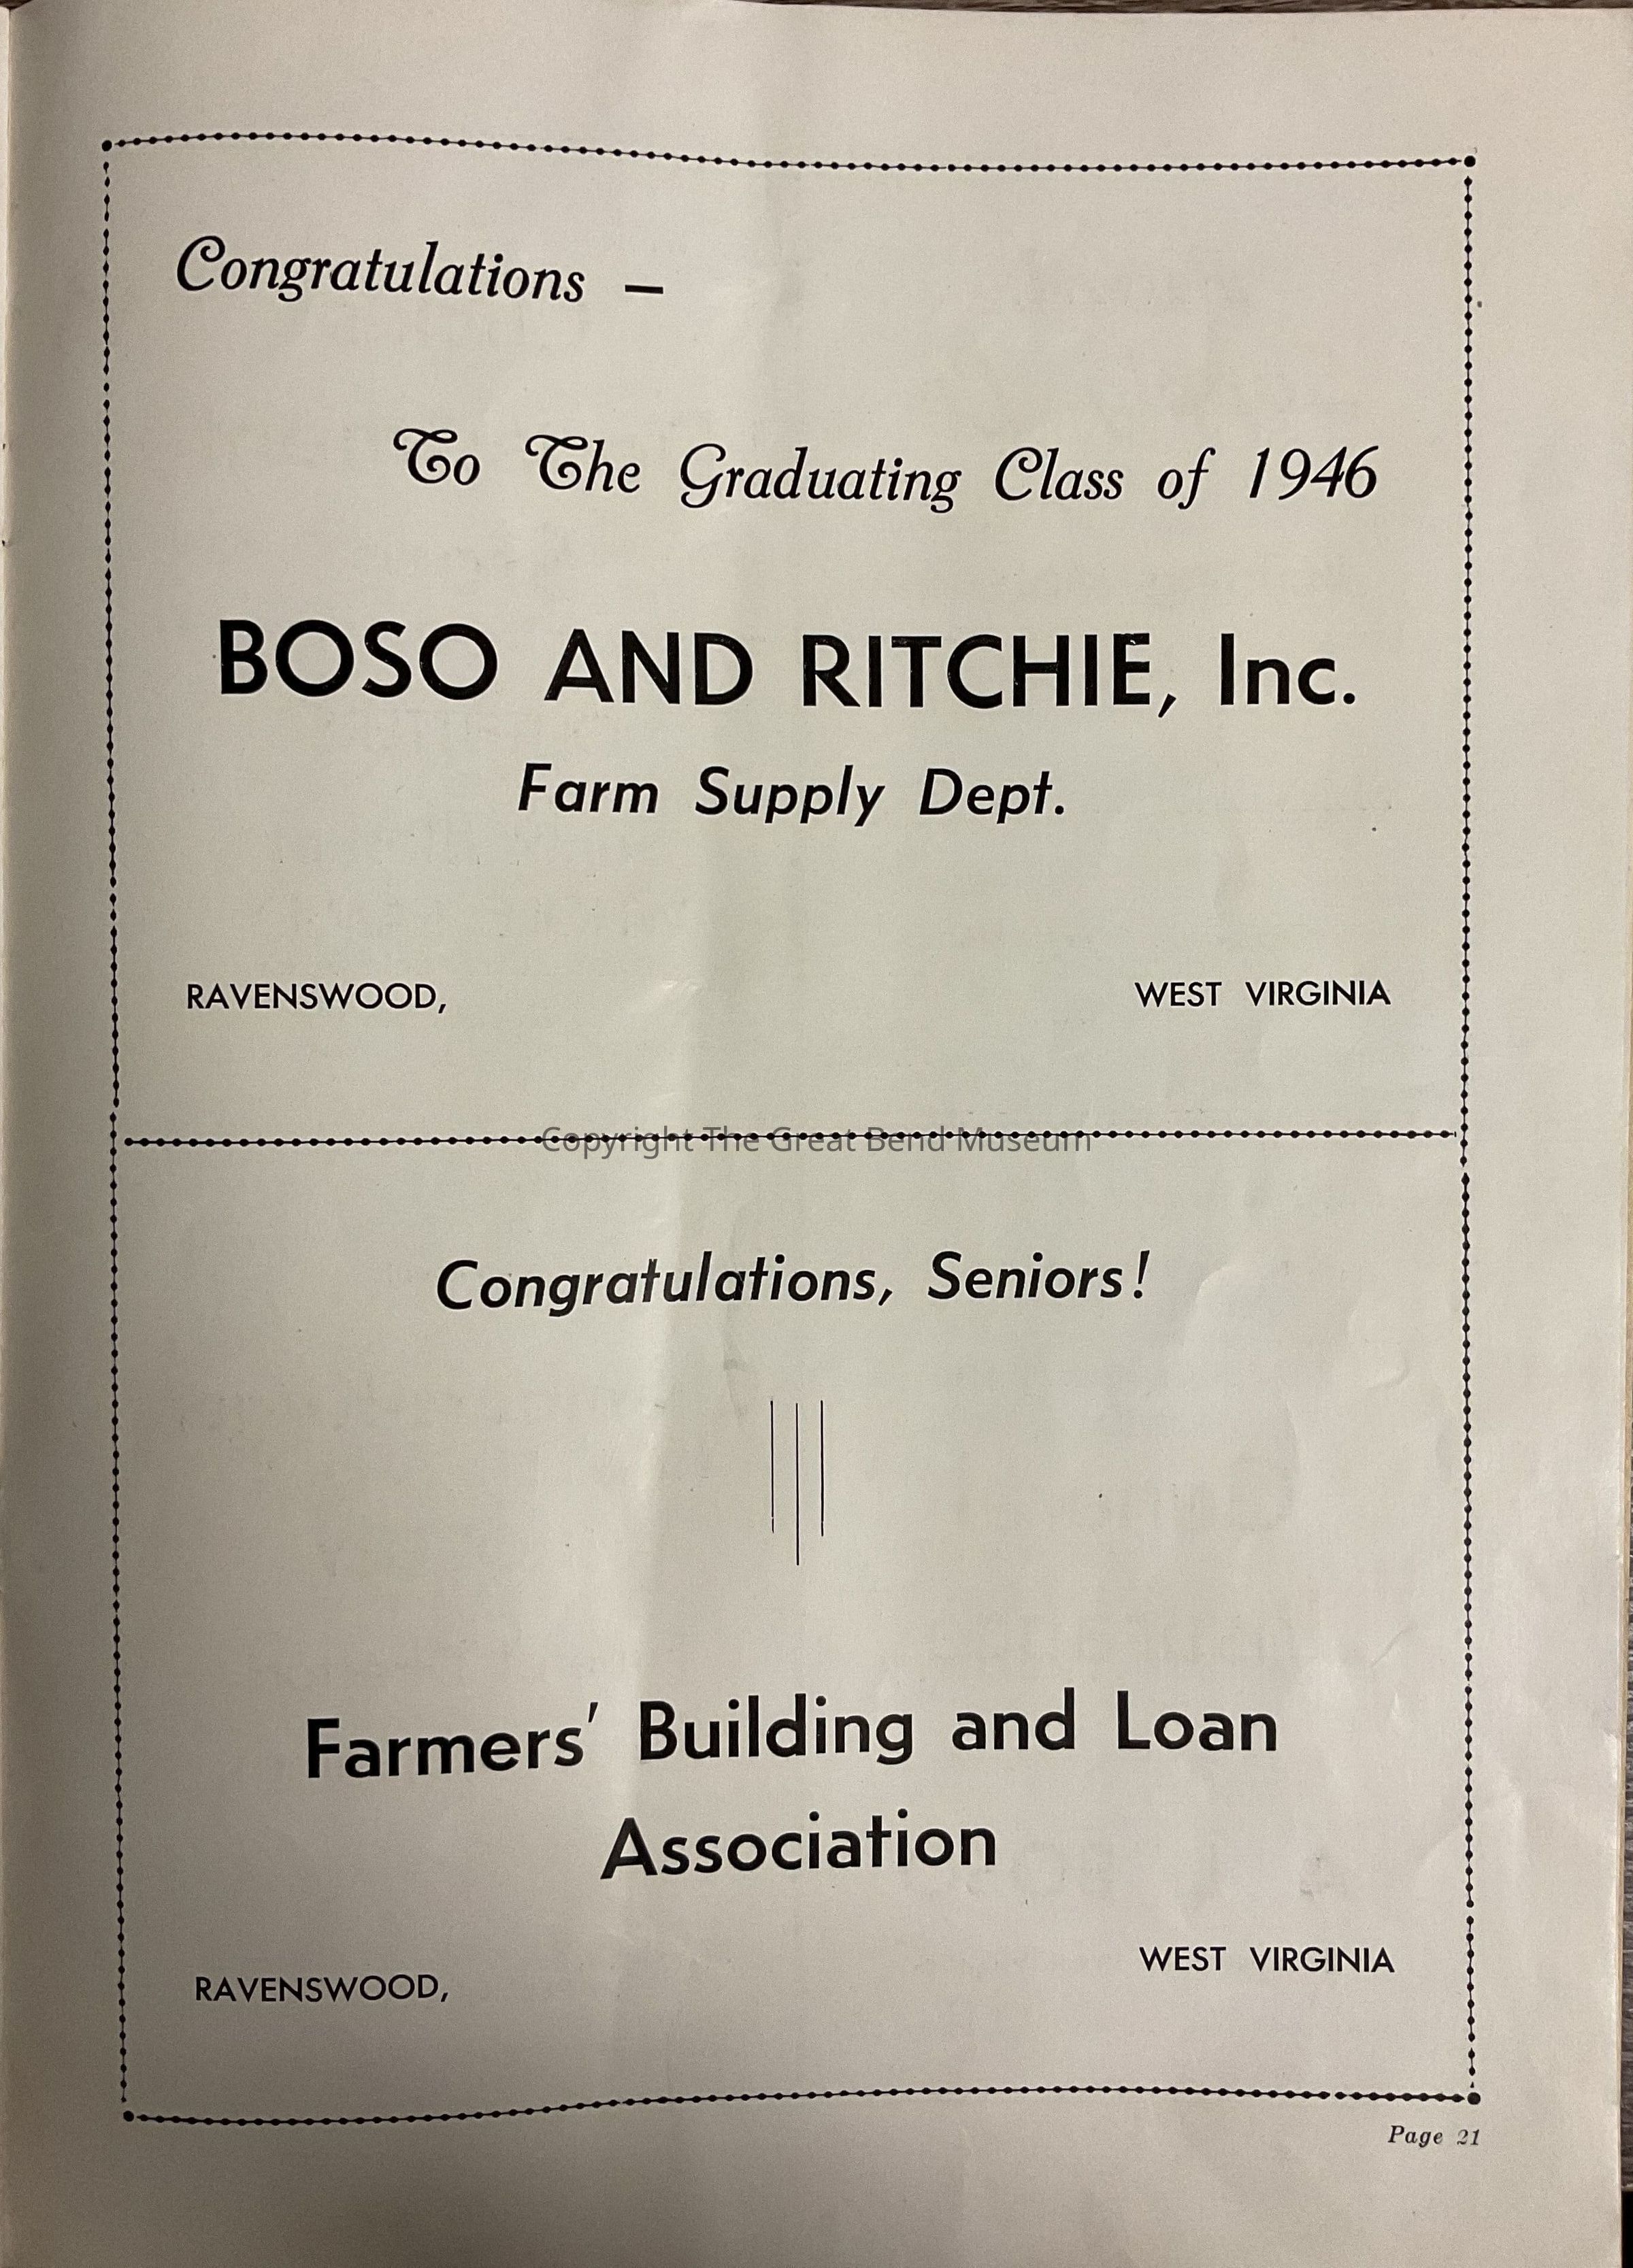 Congratulations –
To The Graduating Class of 1946
BOSO AND RITCHIE, Inc.
Farm Supply Dept.
RAVENSWOOD, WEST VIRGINIA
Copyright The Great Bend Museum
Congratulations, Seniors!
Farmers' Building and Loan
Association
RAVENSWOOD, WEST VIRGINIA
Page 21